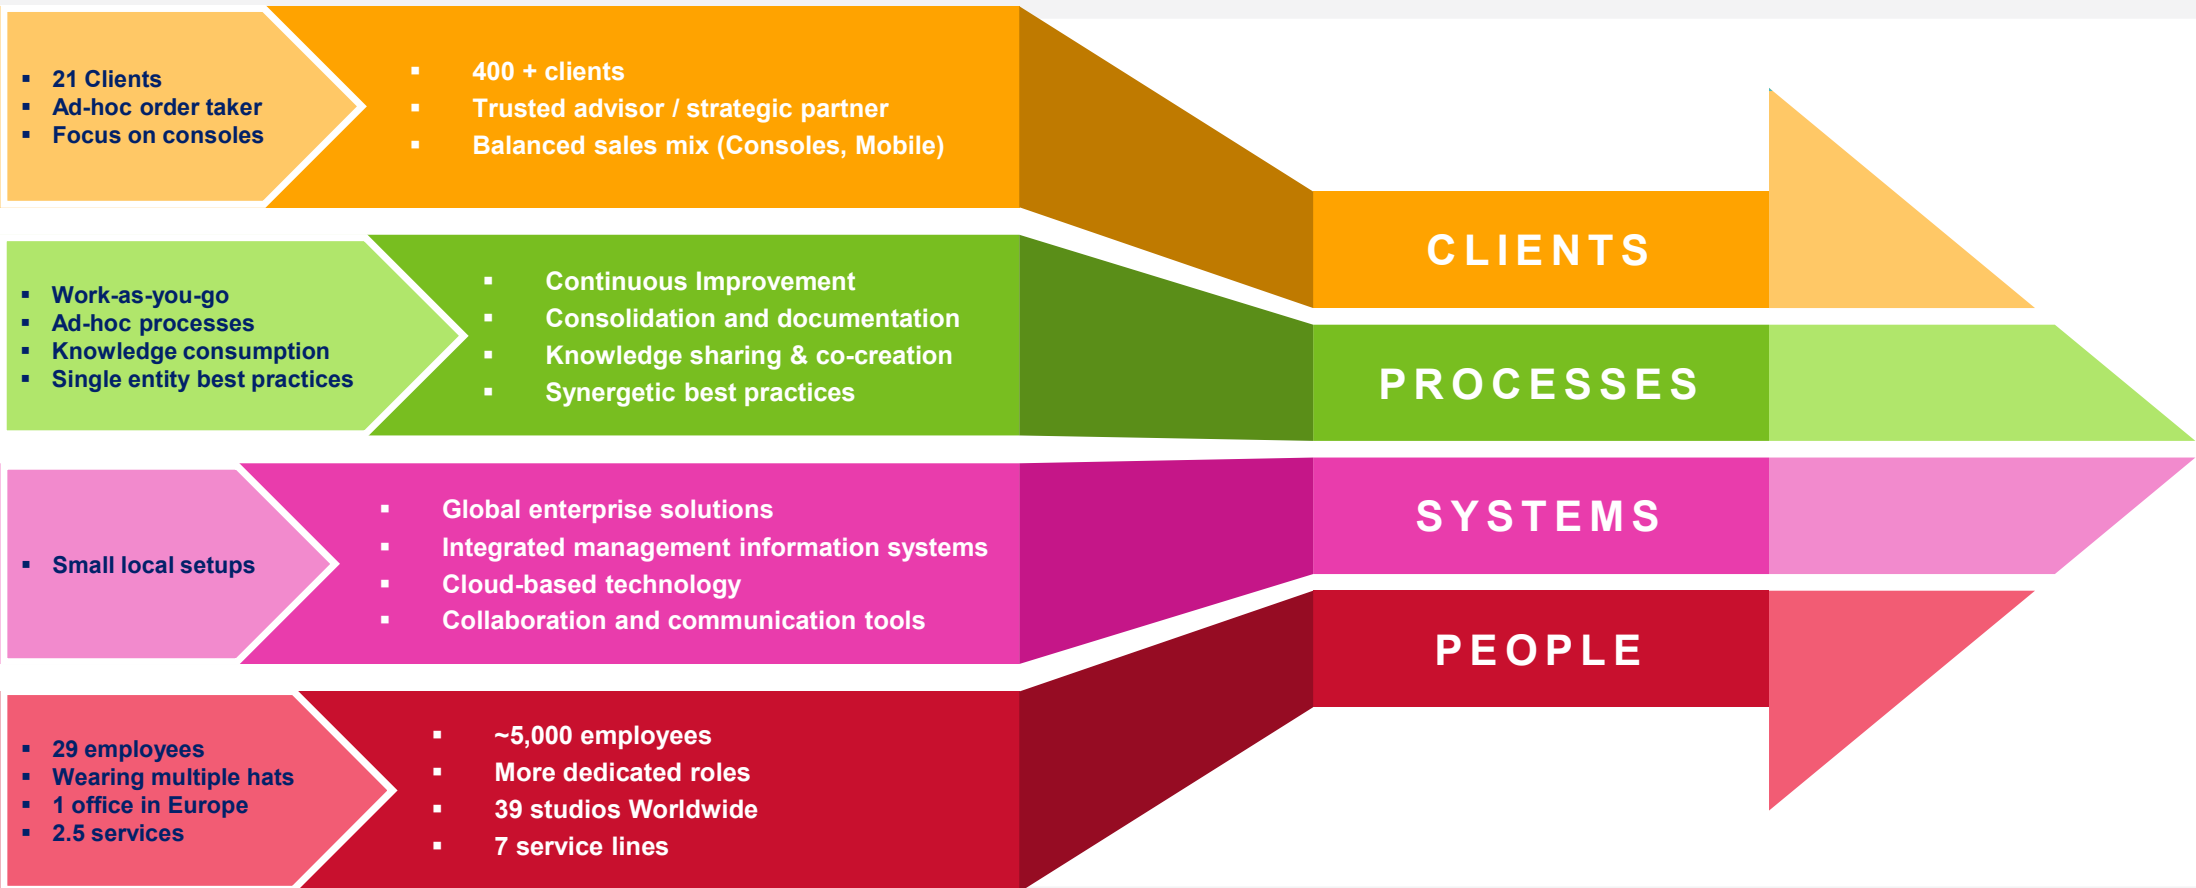 ▪ 21 Clients
▪ Ad-hoc order taker
▪ Focus on consoles
▪ 400 + clients
▪ Trusted advisor / strategic partner
▪ Balanced sales mix (Consoles, Mobile)
CLIENTS
▪ Work-as-you-go
▪ Ad-hoc processes
▪ Knowledge consumption
▪ Single entity best practices
▪ Continuous Improvement
▪ Consolidation and documentation
▪ Knowledge sharing & co-creation
▪ Synergetic best practices
PROCESSES
▪ Small local setups
▪ Global enterprise solutions
▪ Integrated management information systems
▪ Cloud-based technology
▪ Collaboration and communication tools
SYSTEMS
▪ 29 employees
▪ Wearing multiple hats
▪ 1 office in Europe
▪ 2.5 services
▪ ~5,000 employees
▪ More dedicated roles
▪ 39 studios Worldwide
▪ 7 service lines
PEOPLE